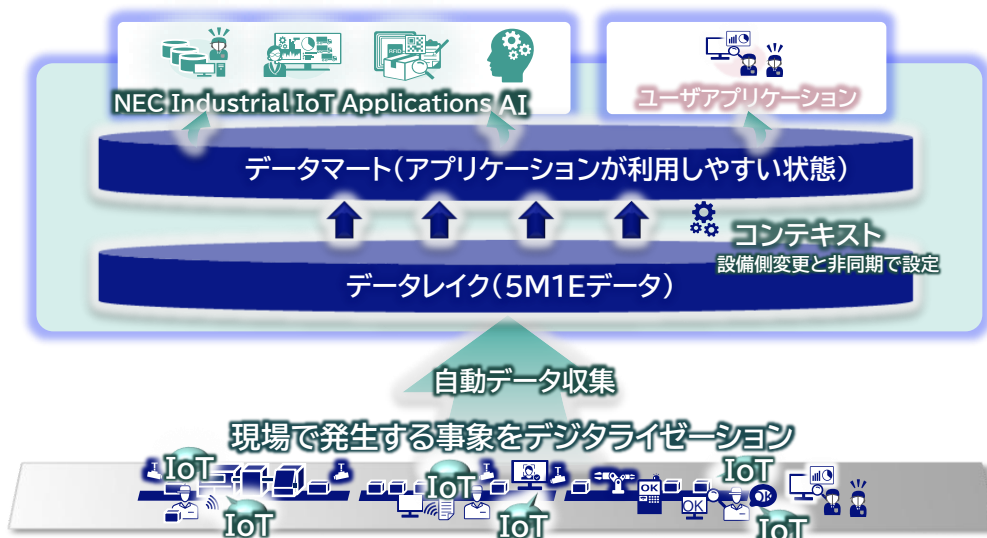 NEC Industrial IoT Applications AI
ユーザアプリケーション
データマート(アプリケーションが利用しやすい状態)
コンテキスト
設備側変更と非同期で設定
データレイク(5M1Eデータ)
自動データ収集
現場で発生する事象をデジタライゼーション
IoT
IoT
IoT
OK
OK
OK
IoT
IoT
IoT
RFID